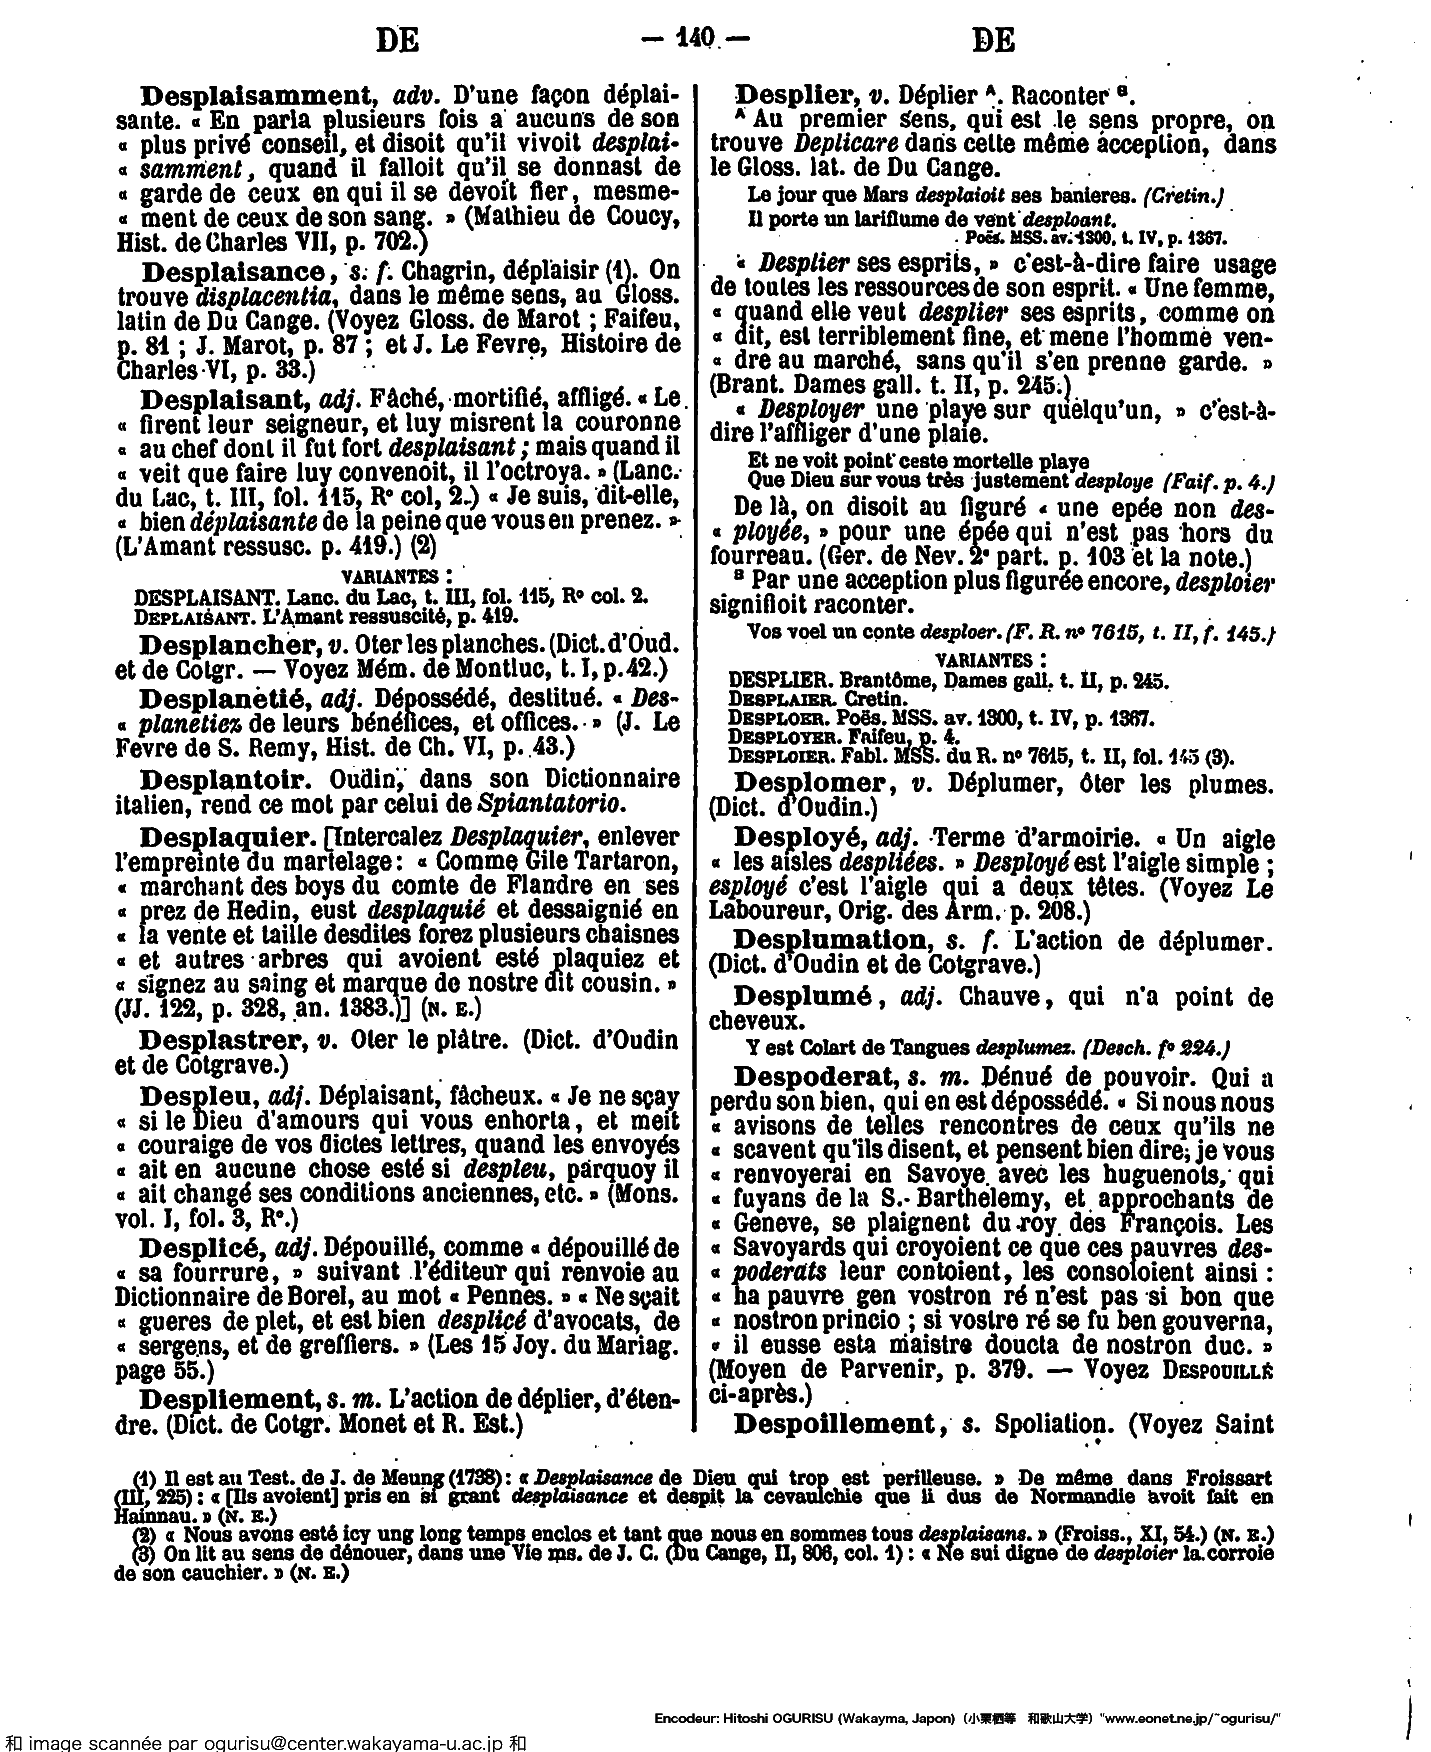 DE — 140 — DE
Desplaisamment, adv. D'une façon déplai-
sante. « En parla plusieurs fois a aucuns de son
« plus privé conseil, et disoit qu'il vivoit desplai-
« samment, quand il falloit qu'il se donnast de
« garde de ceux en qui il se devoit fier, mesme-
« ment de ceux de son sang. » (Mathieu de Coucy,
Hist. de Charles VII, p. 702.)
Desplaisance, s. f. Chagrin, déplaisir (1). On
trouve displacentia, dans le même sens, au Gloss.
latin de Du Cange. (Voyez Gloss. de Marot ; Faifeu,
p. 81 ; J. Marot, p. 87 ; et J. Le Fevre, Histoire de
Charles VI, p. 33.)
Desplaisant, adj. Fâché, mortifié, affligé. « Le
« firent leur seigneur, et luy misrent la couronne
« au chef dont il fut fort desplaisant ; mais quand il
« veit que faire luy convenoit, il l'octroya. » (Lanc.
du Lac, t. III, fol. 115, R° col, 2.) « Je suis, dit-elle,
« bien déplaisante de la peine que vous en prenez. »
(L'Amant ressusc. p. 419.) (2)
VARIANTES :
DESPLAISANT. Lanc. du Lac, t. III, fol. 115, R° col. 2.
DEPLAISANT. L'Amant ressuscité, p. 419.
Desplancher, v. Oter les planches. (Dict. d'Oud.
et de Cotgr. — Voyez Mém. de Montluc, t. I, p. 42.)
Desplanetié, adj. Dépossédé, destitué. « Des-
« planetiez de leurs bénéfices, et offices. » (J. Le
Fevre de S. Remy, Hist. de Ch. VI, p. 43.)
Desplantoir. Oudin, dans son Dictionnaire
italien, rend ce mot par celui de Spiantatorio.
Desplaquier. [Intercalez Desplaquier, enlever
l'empreinte du martelage : « Comme Gile Tartaron,
« marchant des boys du comte de Flandre en ses
« prez de Hedin, eust desplaquié et dessaignié en
« la vente et taille desdites forez plusieurs chaisnes
« et autres arbres qui avoient esté plaquiez et
« signez au saing et marque de nostre dit cousin. »
(JJ. 122, p. 328, an. 1383.)] (N. E.)
Desplastrer, v. Oter le plâtre. (Dict. d'Oudin
et de Cotgrave.)
Despleu, adj. Déplaisant, fâcheux. « Je ne sçay
« si le Dieu d'amours qui vous enhorta, et meit
« couraige de vos dictes lettres, quand les envoyés
« ait en aucune chose esté si despleu, parquoy il
« ait changé ses conditions anciennes, etc. » (Mons.
vol. I, fol. 3, R°.)
Desplicé, adj. Dépouillé, comme « dépouillé de
« sa fourrure, » suivant l'éditeur qui renvoie au
Dictionnaire de Borel, au mot « Pennes. » « Ne sçait
« gueres de plet, et est bien desplicé d'avocats, de
« sergens, et de greffiers. » (Les 15 Joy. du Mariag.
page 55.)
Despliement, s. m. L'action de déplier, d'éten-
dre. (Dict. de Cotgr. Monet et R. Est.)
Desplier, v. Déplier A. Raconter B.
A Au premier sens, qui est le sens propre, on
trouve Deplicare dans cette même acception, dans
le Gloss. lat. de Du Cange.
Le jour que Mars desplaioit ses banieres. (Cretin.)
Il porte un lariflume de vent desploant.
Poës. MSS. av. 1300, t. IV, p. 1367.
« Desplier ses esprits, » c'est-à-dire faire usage
de toutes les ressources de son esprit. « Une femme,
« quand elle veut desplier ses esprits, comme on
« dit, est terriblement fine, et mene l'homme ven-
« dre au marché, sans qu'il s'en prenne garde. »
(Brant. Dames gall. t. II, p. 245.)
« Desployer une playe sur quelqu'un, » c'est-à-
dire l'affliger d'une plaie.
Et ne voit point ceste mortelle playe
Que Dieu sur vous très justement desploye (Faif. p. 4.)
De là, on disoit au figuré « une epée non des-
« ployée, » pour une épée qui n'est pas hors du
fourreau. (Ger. de Nev. 2e part. p. 103 et la note.)
B Par une acception plus figurée encore, desploier
signifioit raconter.
Vos voel un conte desploer. (F. R. n° 7615, t. II, f. 145.)
VARIANTES :
DESPLIER. Brantôme, Dames gall. t. II, p. 245.
DESPLAIER. Cretin.
DESPLOER. Poës. MSS. av. 1300, t. IV, p. 1367.
DESPLOYER. Faifeu, p. 4.
DESPLOIER. Fabl. MSS. du R. n° 7615, t. II, fol. 145 (3).
Desplomer, v. Déplumer, ôter les plumes.
(Dict. d'Oudin.)
Desployé, adj. Terme d'armoirie. « Un aigle
« les aisles despliées. » Desployé est l'aigle simple ;
esployé c'est l'aigle qui a deux têtes. (Voyez Le
Laboureur, Orig. des Arm. p. 208.)
Desplumation, s. f. L'action de déplumer.
(Dict. d'Oudin et de Cotgrave.)
Desplumé, adj. Chauve, qui n'a point de
cheveux.
Y est Colart de Tangues desplumez. (Desch. f° 224.)
Despoderat, s. m. Dénué de pouvoir. Qui a
perdu son bien, qui en est dépossédé. « Si nous nous
« avisons de telles rencontres de ceux qu'ils ne
« scavent qu'ils disent, et pensent bien dire; je vous
« renvoyerai en Savoye avec les huguenots, qui
« fuyans de la S.- Barthelemy, et approchants de
« Geneve, se plaignent du roy des François. Les
« Savoyards qui croyoient ce que ces pauvres des-
« poderats leur contoient, les consoloient ainsi :
« ha pauvre gen vostron ré n'est pas si bon que
« nostron princio ; si vostre ré se fu ben gouverna,
« il eusse esta maistre doucta de nostron duc. »
(Moyen de Parvenir, p. 379. — Voyez DESPOUILLÉ
ci-après.)
Despoillement, s. Spoliation. (Voyez Saint
(1) Il est au Test. de J. de Meung (1738) : « Desplaisance de Dieu qui trop est perilleuse. » De même dans Froissart
(III, 225) : « [Ils avoient] pris en si grant desplaisance et despit la cevaulchie que li dus de Normandie avoit fait en
Hainnau. » (N. E.)
(2) « Nous avons esté icy ung long temps enclos et tant que nous en sommes tous desplaisans. » (Froiss., XI, 54.) (N. E.)
(3) On lit au sens de dénouer, dans une Vie ms. de J. C. (Du Cange, II, 806, col. 1) : « Ne sui digne de desploier la corroie
de son cauchier. » (N. E.)
Encodeur: Hitoshi OGURISU (Wakayma, Japon) (小栗栖等 和歌山大学) "www.eonet.ne.jp/~ogurisu/"
和 image scannée par ogurisu@center.wakayama-u.ac.jp 和